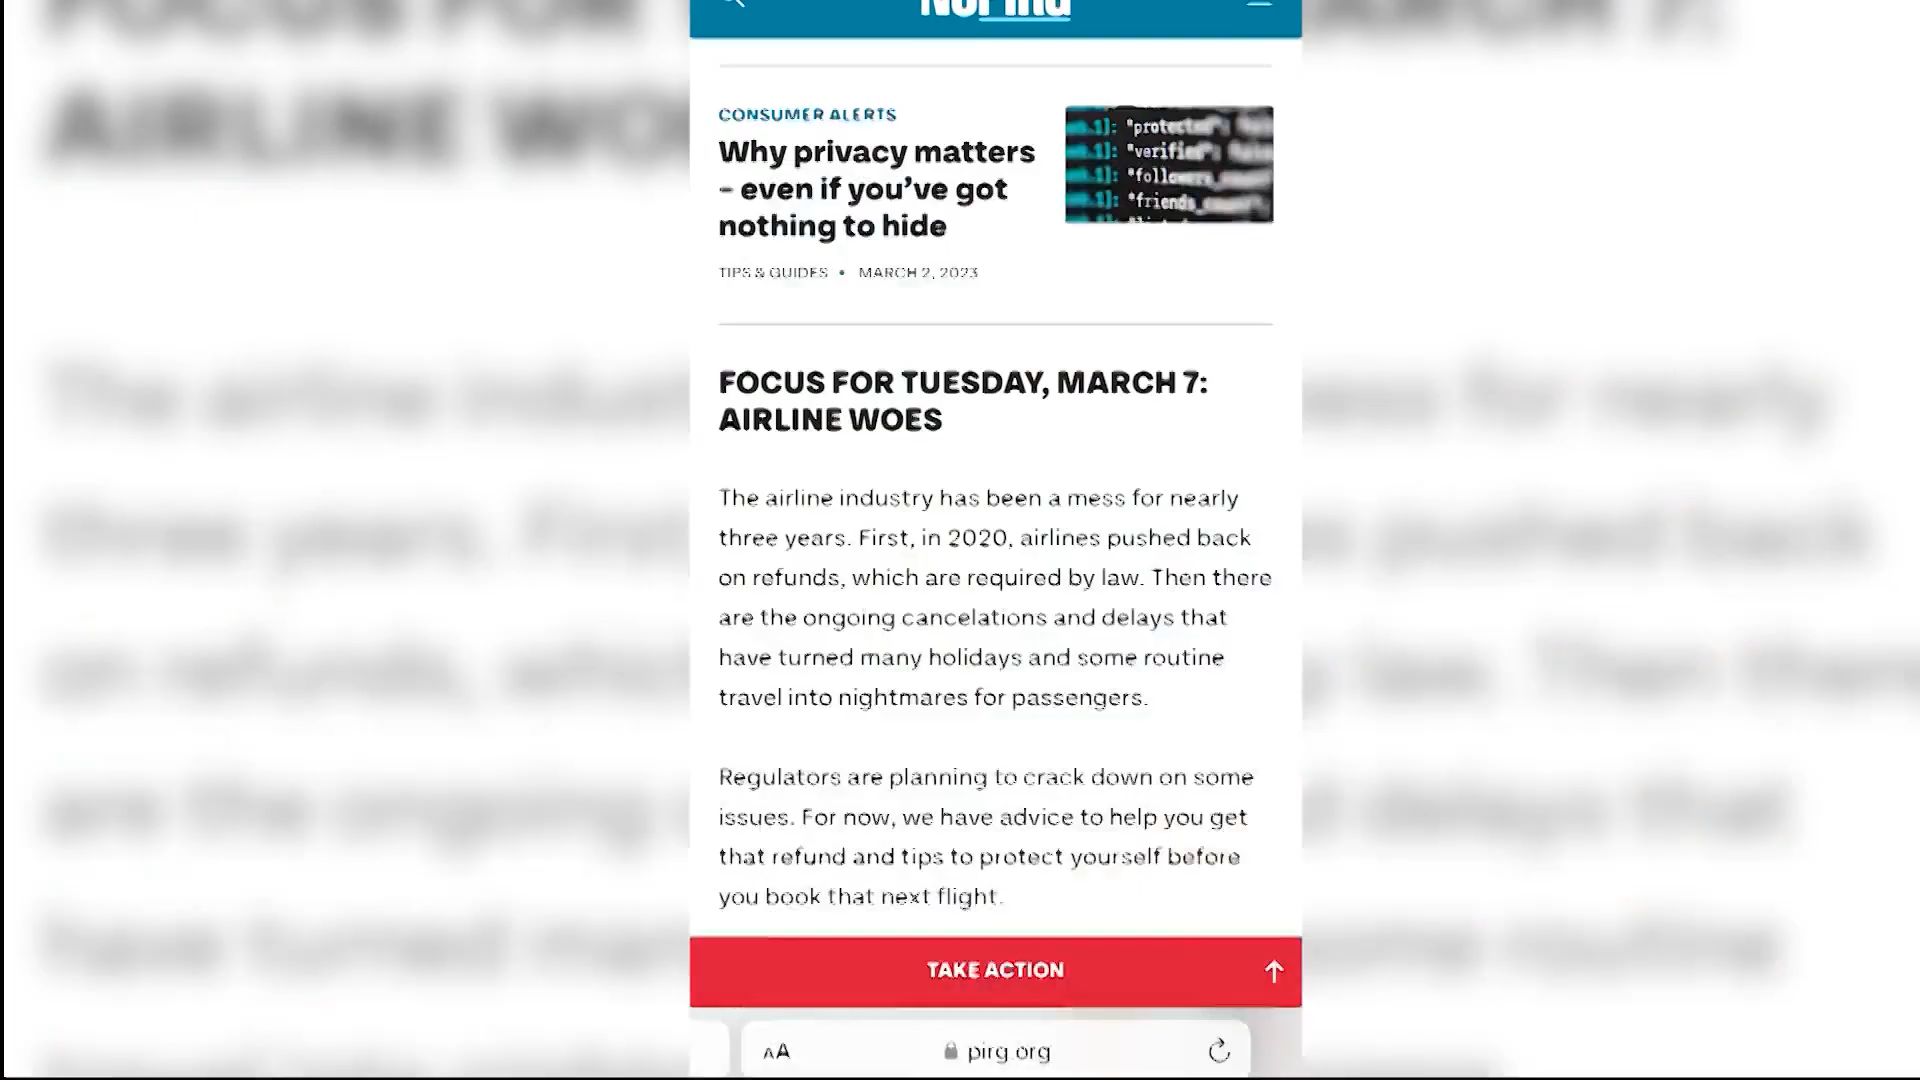 CONSUMER ALERTS
Why privacy matters
– even if you’ve got
nothing to hide
"protected":
"verified":
"followers_count":
"friends_count":
TIPS & GUIDES • MARCH 2, 2023
FOCUS FOR TUESDAY, MARCH 7:
AIRLINE WOES
The airline industry has been a mess for nearly
three years. First, in 2020, airlines pushed back
on refunds, which are required by law. Then there
are the ongoing cancelations and delays that
have turned many holidays and some routine
travel into nightmares for passengers.
Regulators are planning to crack down on some
issues. For now, we have advice to help you get
that refund and tips to protect yourself before
you book that next flight.
TAKE ACTION
AA
pirg.org